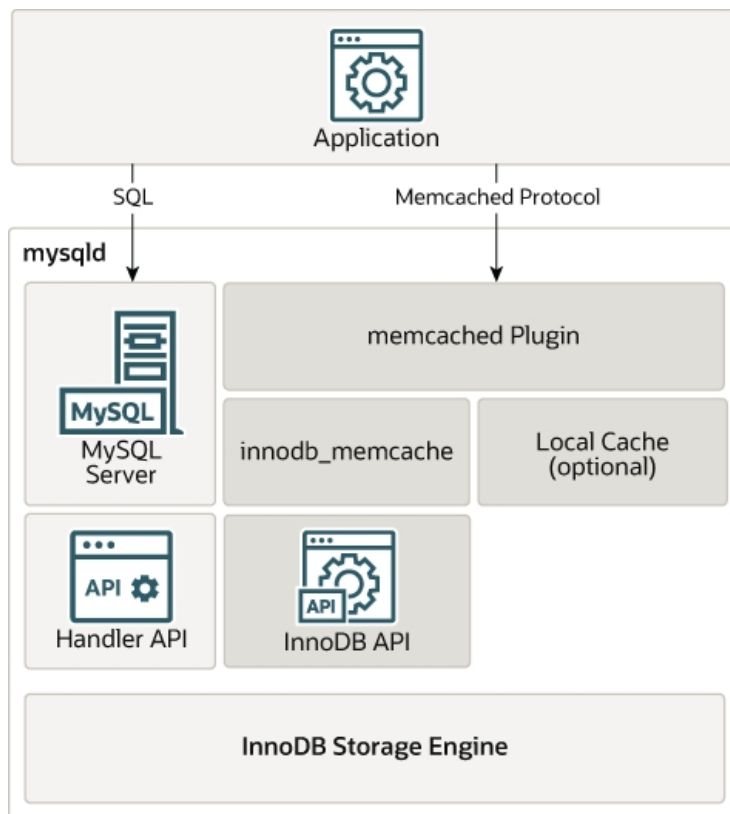 Application
SQL
Memcached Protocol
mysqld
MySQL
MySQL
Server
memcached Plugin
innodb_memcache
Local Cache
(optional)
API
Handler API
API
InnoDB API
InnoDB Storage Engine